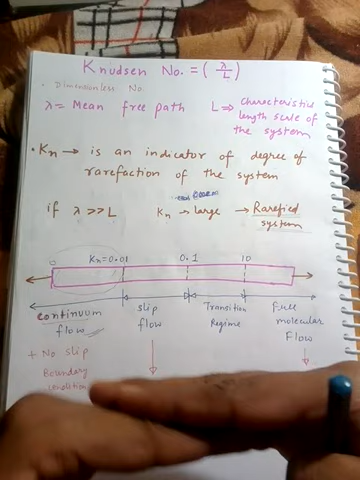 Knudsen No. = (λ/L)
· Dimensionless No.
λ = Mean free path L ⇒ Characteristic
length scale of
the system
· Kn → is an indicator of degree of
rarefaction of the system
if λ >> L Kn → large → Rarefied
system
0 Kn=0.01 0.1 10
continuum flow
slip flow
Transition Regime
Free molecular Flow
+ No slip
Boundary
condition